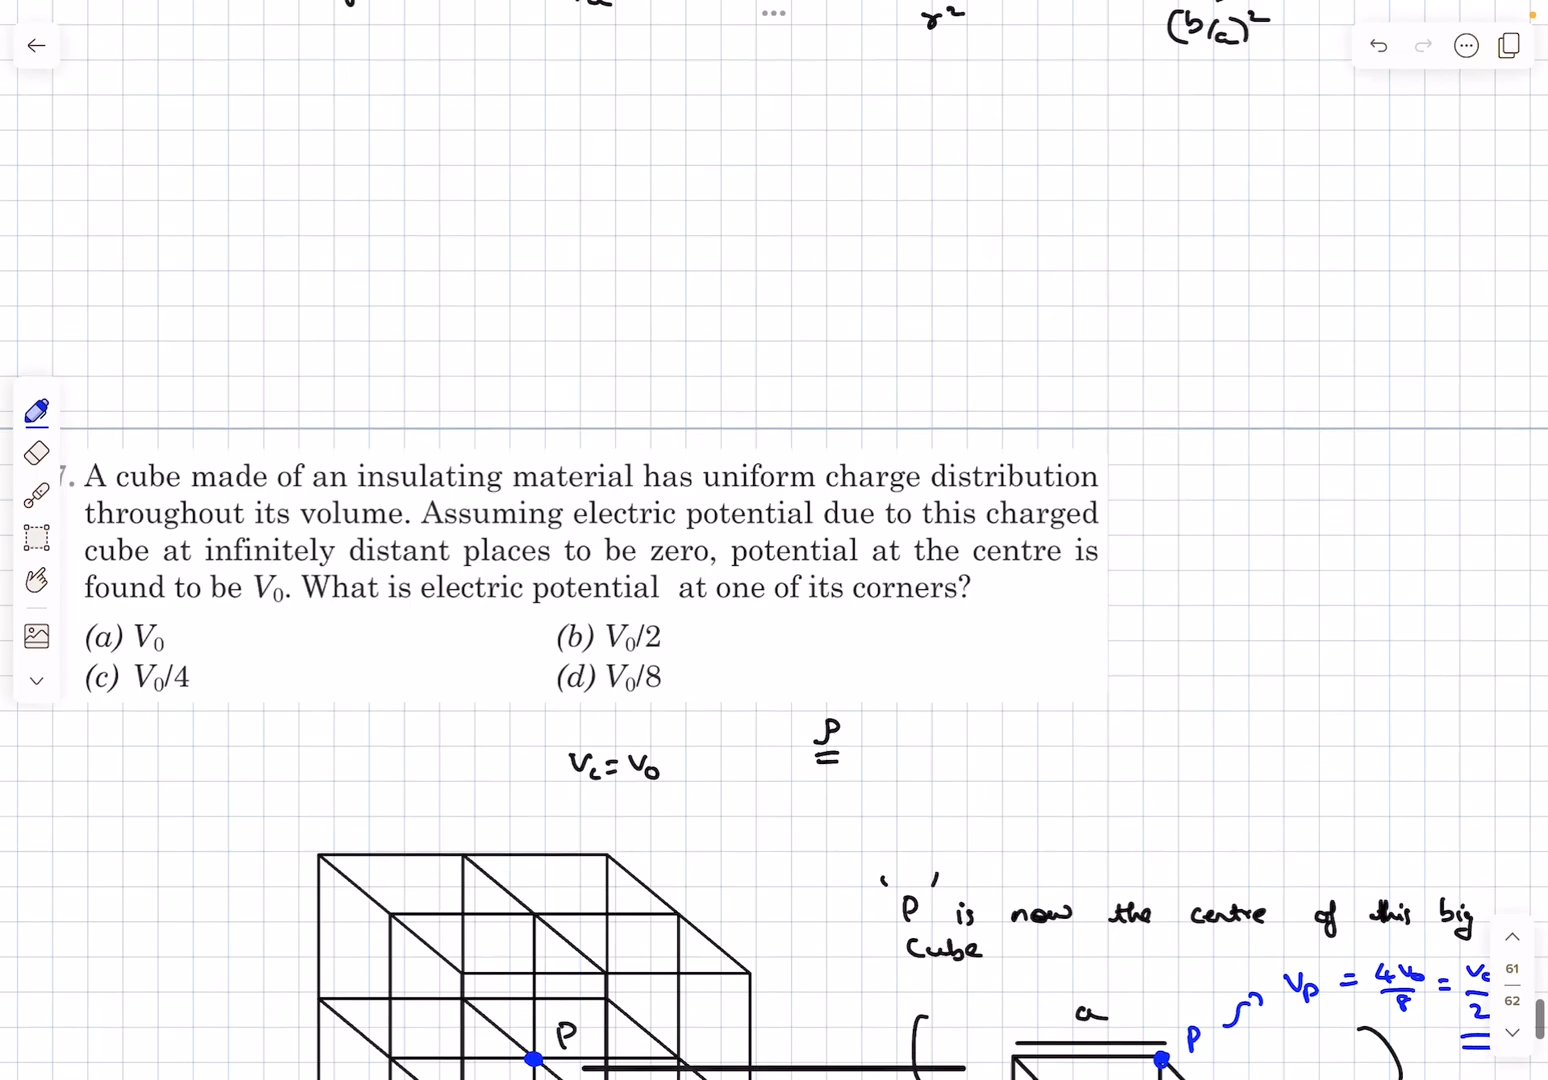 r²
(b/a)²
7. A cube made of an insulating material has uniform charge distribution
throughout its volume. Assuming electric potential due to this charged
cube at infinitely distant places to be zero, potential at the centre is
found to be V₀. What is electric potential at one of its corners?
(a) V₀ (b) V₀/2
(c) V₀/4 (d) V₀/8
ρ
V꜀ = V₀
'P' is now the centre of this big
Cube
Vₚ = 4V₀/8 = V₀/2
61
62
a
P
P